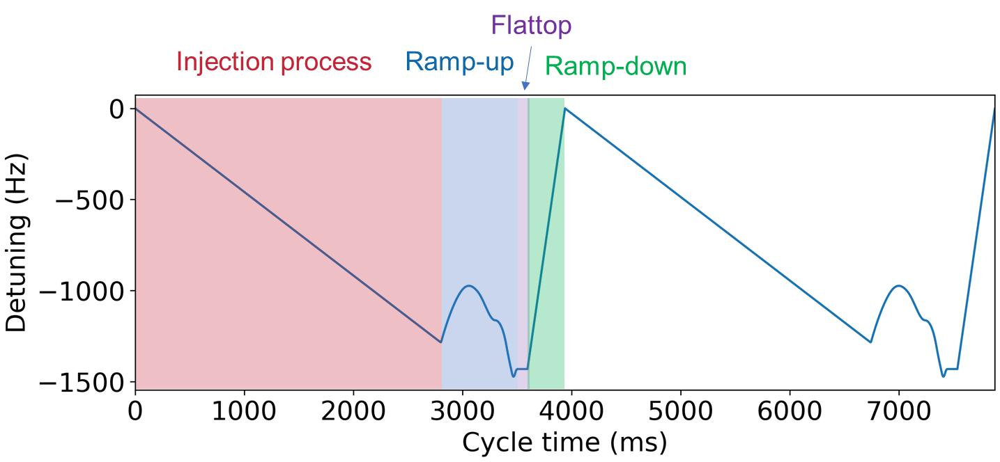 Flattop
Injection process
Ramp-up
Ramp-down
Detuning (Hz)
0
−500
−1000
−1500
0 1000 2000 3000 4000 5000 6000 7000
Cycle time (ms)